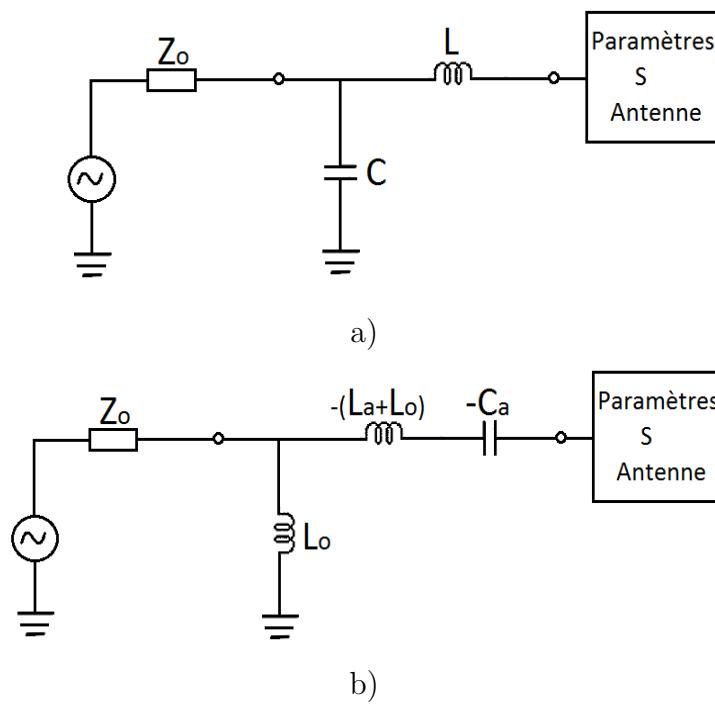 Zo
L
Paramètres
S
Antenne
C
a)
Zo
-(La+Lo)
-Ca
Paramètres
S
Antenne
Lo
b)